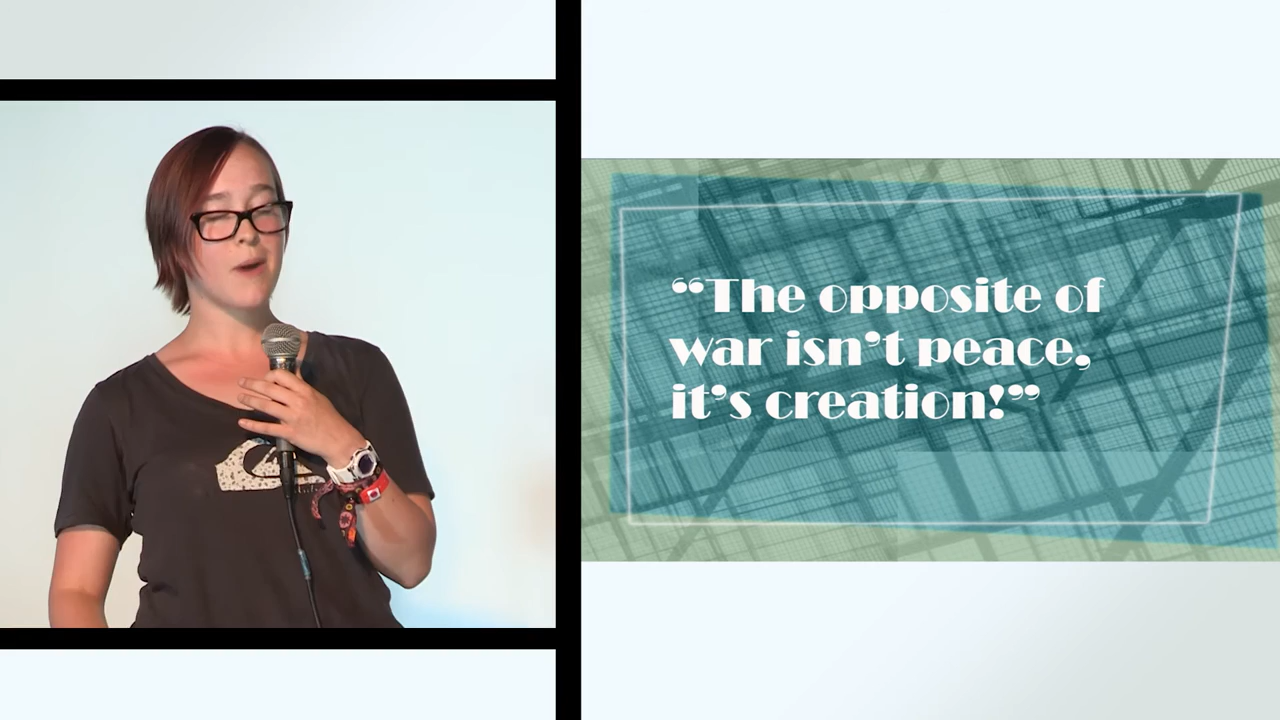 “The opposite of
war isn’t peace,
it’s creation!”